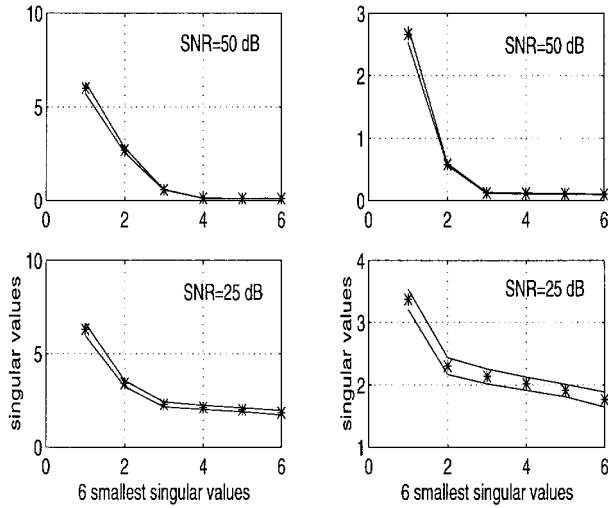 10
SNR=50 dB
5
0
0 2 4 6
3
SNR=50 dB
2
1
0
0 2 4 6
10
SNR=25 dB
singular values
5
0
0 2 4 6
6 smallest singular values
4
SNR=25 dB
singular values
3
2
1
0 2 4 6
6 smallest singular values